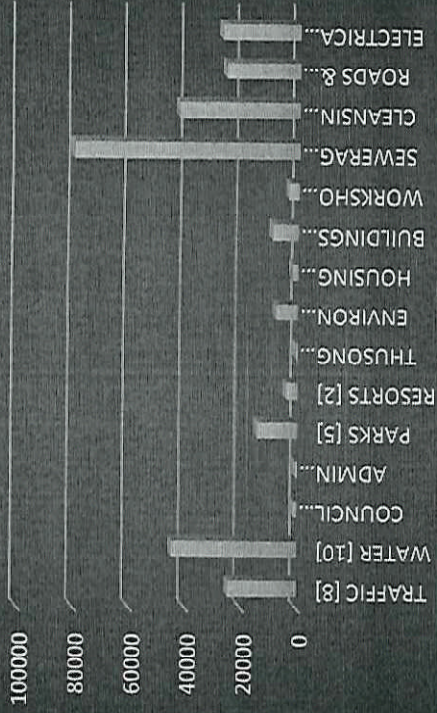 100000
80000
60000
40000
20000
0
TRAFFIC [8]
WATER [10]
COUNCIL...
ADMIN...
PARKS [5]
RESORTS [2]
THUSONG...
ENVIRON...
HOUSING...
BUILDINGS...
WORKSHO...
SEWERAG...
CLEANSIN...
ROADS &...
ELECTRICA...